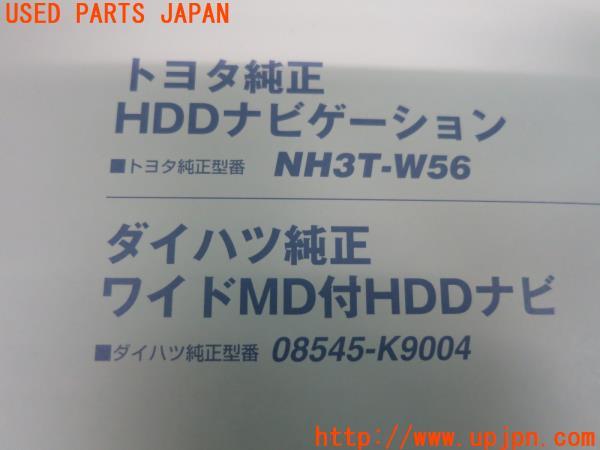 USED PARTS JAPAN
トヨタ純正
HDDナビゲーション
■トヨタ純正型番 NH3T-W56
ダイハツ純正
ワイドMD付HDDナビ
■ダイハツ純正型番 08545-K9004
http://www.upjpn.com